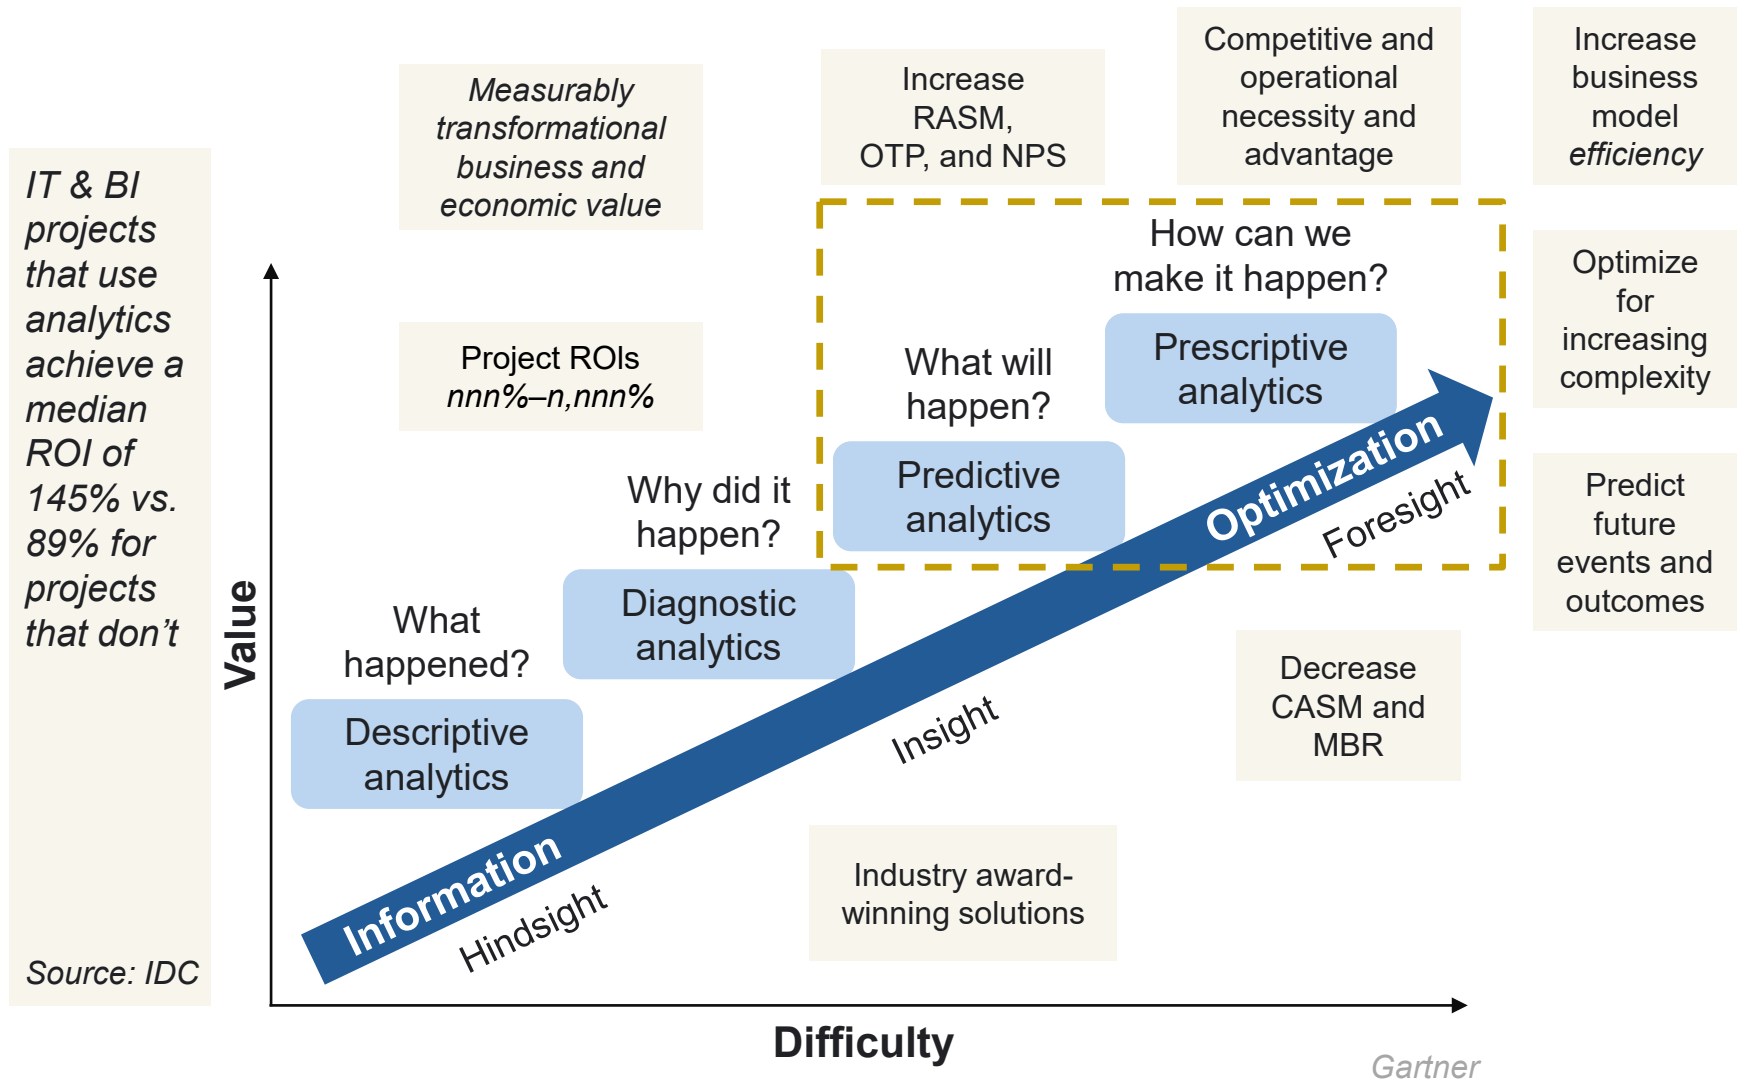 IT & BI
projects
that use
analytics
achieve a
median
ROI of
145% vs.
89% for
projects
that don’t
Source: IDC
Measurably
transformational
business and
economic value
Project ROIs
nnn%–n,nnn%
Increase
RASM,
OTP, and NPS
Competitive and
operational
necessity and
advantage
Increase
business
model
efficiency
Optimize
for
increasing
complexity
Predict
future
events and
outcomes
How can we
make it happen?
Prescriptive
analytics
What will
happen?
Predictive
analytics
Why did it
happen?
Diagnostic
analytics
What
happened?
Descriptive
analytics
Value
Information
Optimization
Hindsight
Insight
Foresight
Decrease
CASM and
MBR
Industry award-
winning solutions
Difficulty
Gartner